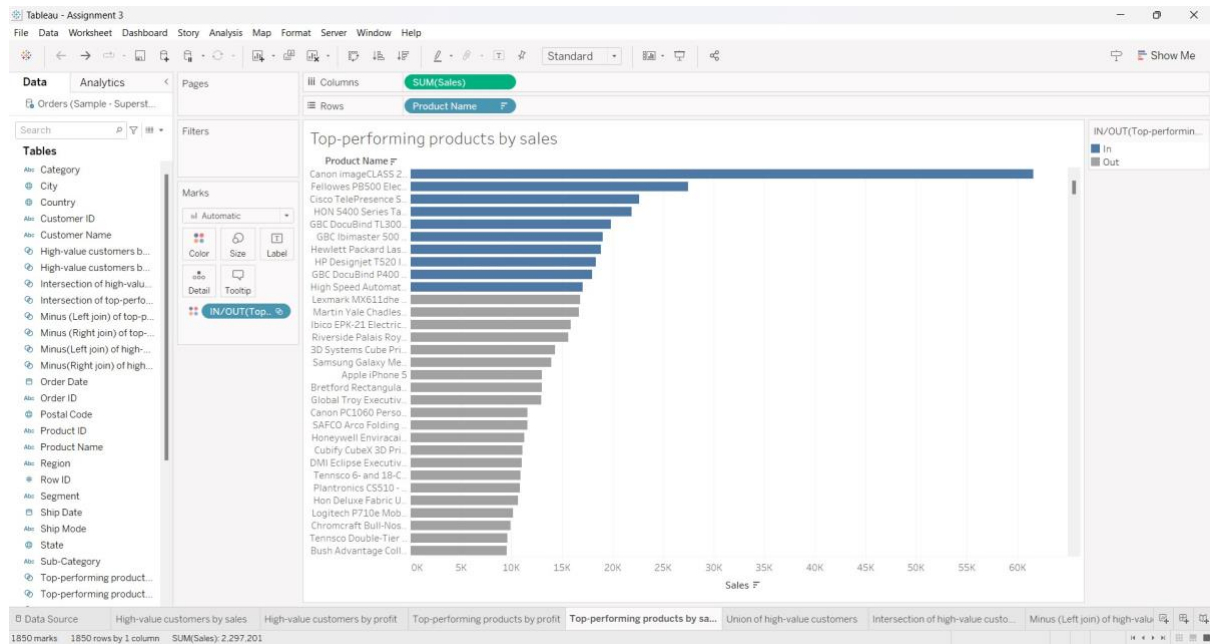 Tableau - Assignment 3
File Data Worksheet Dashboard Story Analysis Map Format Server Window Help
Standard
Show Me
Data Analytics
Orders (Sample - Superst...
Search
Tables
Abc Category
City
Country
Abc Customer ID
Abc Customer Name
High-value customers b...
High-value customers b...
Intersection of high-valu...
Intersection of top-perfo...
Minus (Left join) of top-p...
Minus (Right join) of top-...
Minus(Left join) of high-...
Minus(Right join) of high...
Order Date
Abc Order ID
Postal Code
Abc Product ID
Abc Product Name
Abc Region
Row ID
Abc Segment
Ship Date
Abc Ship Mode
State
Abc Sub-Category
Top-performing product...
Top-performing product...
Pages
Filters
Marks
Automatic
Color Size Label
Detail Tooltip
IN/OUT(Top..
Columns SUM(Sales)
Rows Product Name
Top-performing products by sales
Product Name
Canon imageCLASS 2..
Fellowes PB500 Elec..
Cisco TelePresence S..
HON 5400 Series Ta..
GBC DocuBind TL300..
GBC Ibimaster 500 ..
Hewlett Packard Las..
HP Designjet T520 I..
GBC DocuBind P400 ..
High Speed Automat..
Lexmark MX611dhe ..
Martin Yale Chadles..
Ibico EPK-21 Electric..
Riverside Palais Roy..
3D Systems Cube Pri..
Samsung Galaxy Me..
Apple iPhone 5
Bretford Rectangula..
Global Troy Executiv..
Canon PC1060 Perso..
SAFCO Arco Folding ..
Honeywell Enviracai..
Cubify CubeX 3D Pri..
DMI Eclipse Executiv..
Tennsco 6- and 18-C..
Plantronics CS510 - ..
Hon Deluxe Fabric U..
Logitech P710e Mob..
Chromcraft Bull-Nos..
Tennsco Double-Tier ..
Bush Advantage Coll..
0K 5K 10K 15K 20K 25K 30K 35K 40K 45K 50K 55K 60K
Sales
IN/OUT(Top-performin...
In
Out
Data Source High-value customers by sales High-value customers by profit Top-performing products by profit Top-performing products by sa... Union of high-value customers Intersection of high-value custo... Minus (Left join) of high-valu
1850 marks 1850 rows by 1 column SUM(Sales): 2,297,201